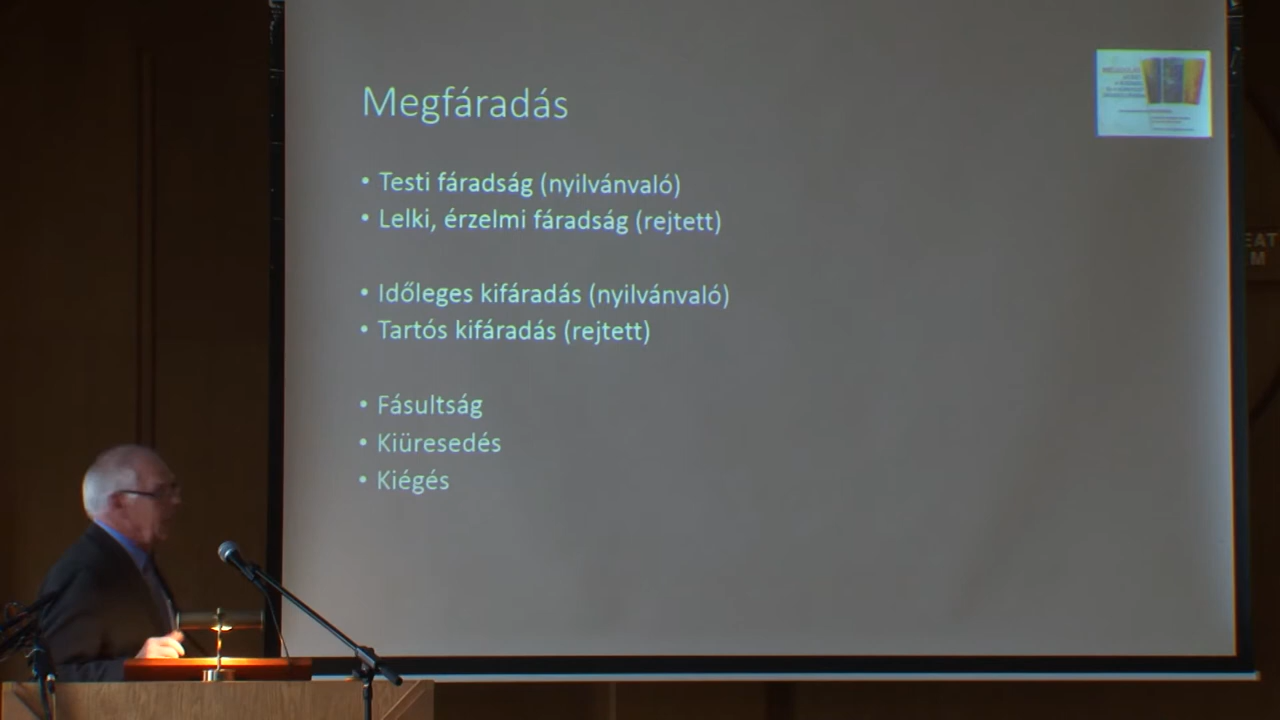 Megfáradás
• Testi fáradság (nyilvánvaló)
• Lelki, érzelmi fáradság (rejtett)
• Időleges kifáradás (nyilvánvaló)
• Tartós kifáradás (rejtett)
• Fásultság
• Kiüresedés
• Kiégés